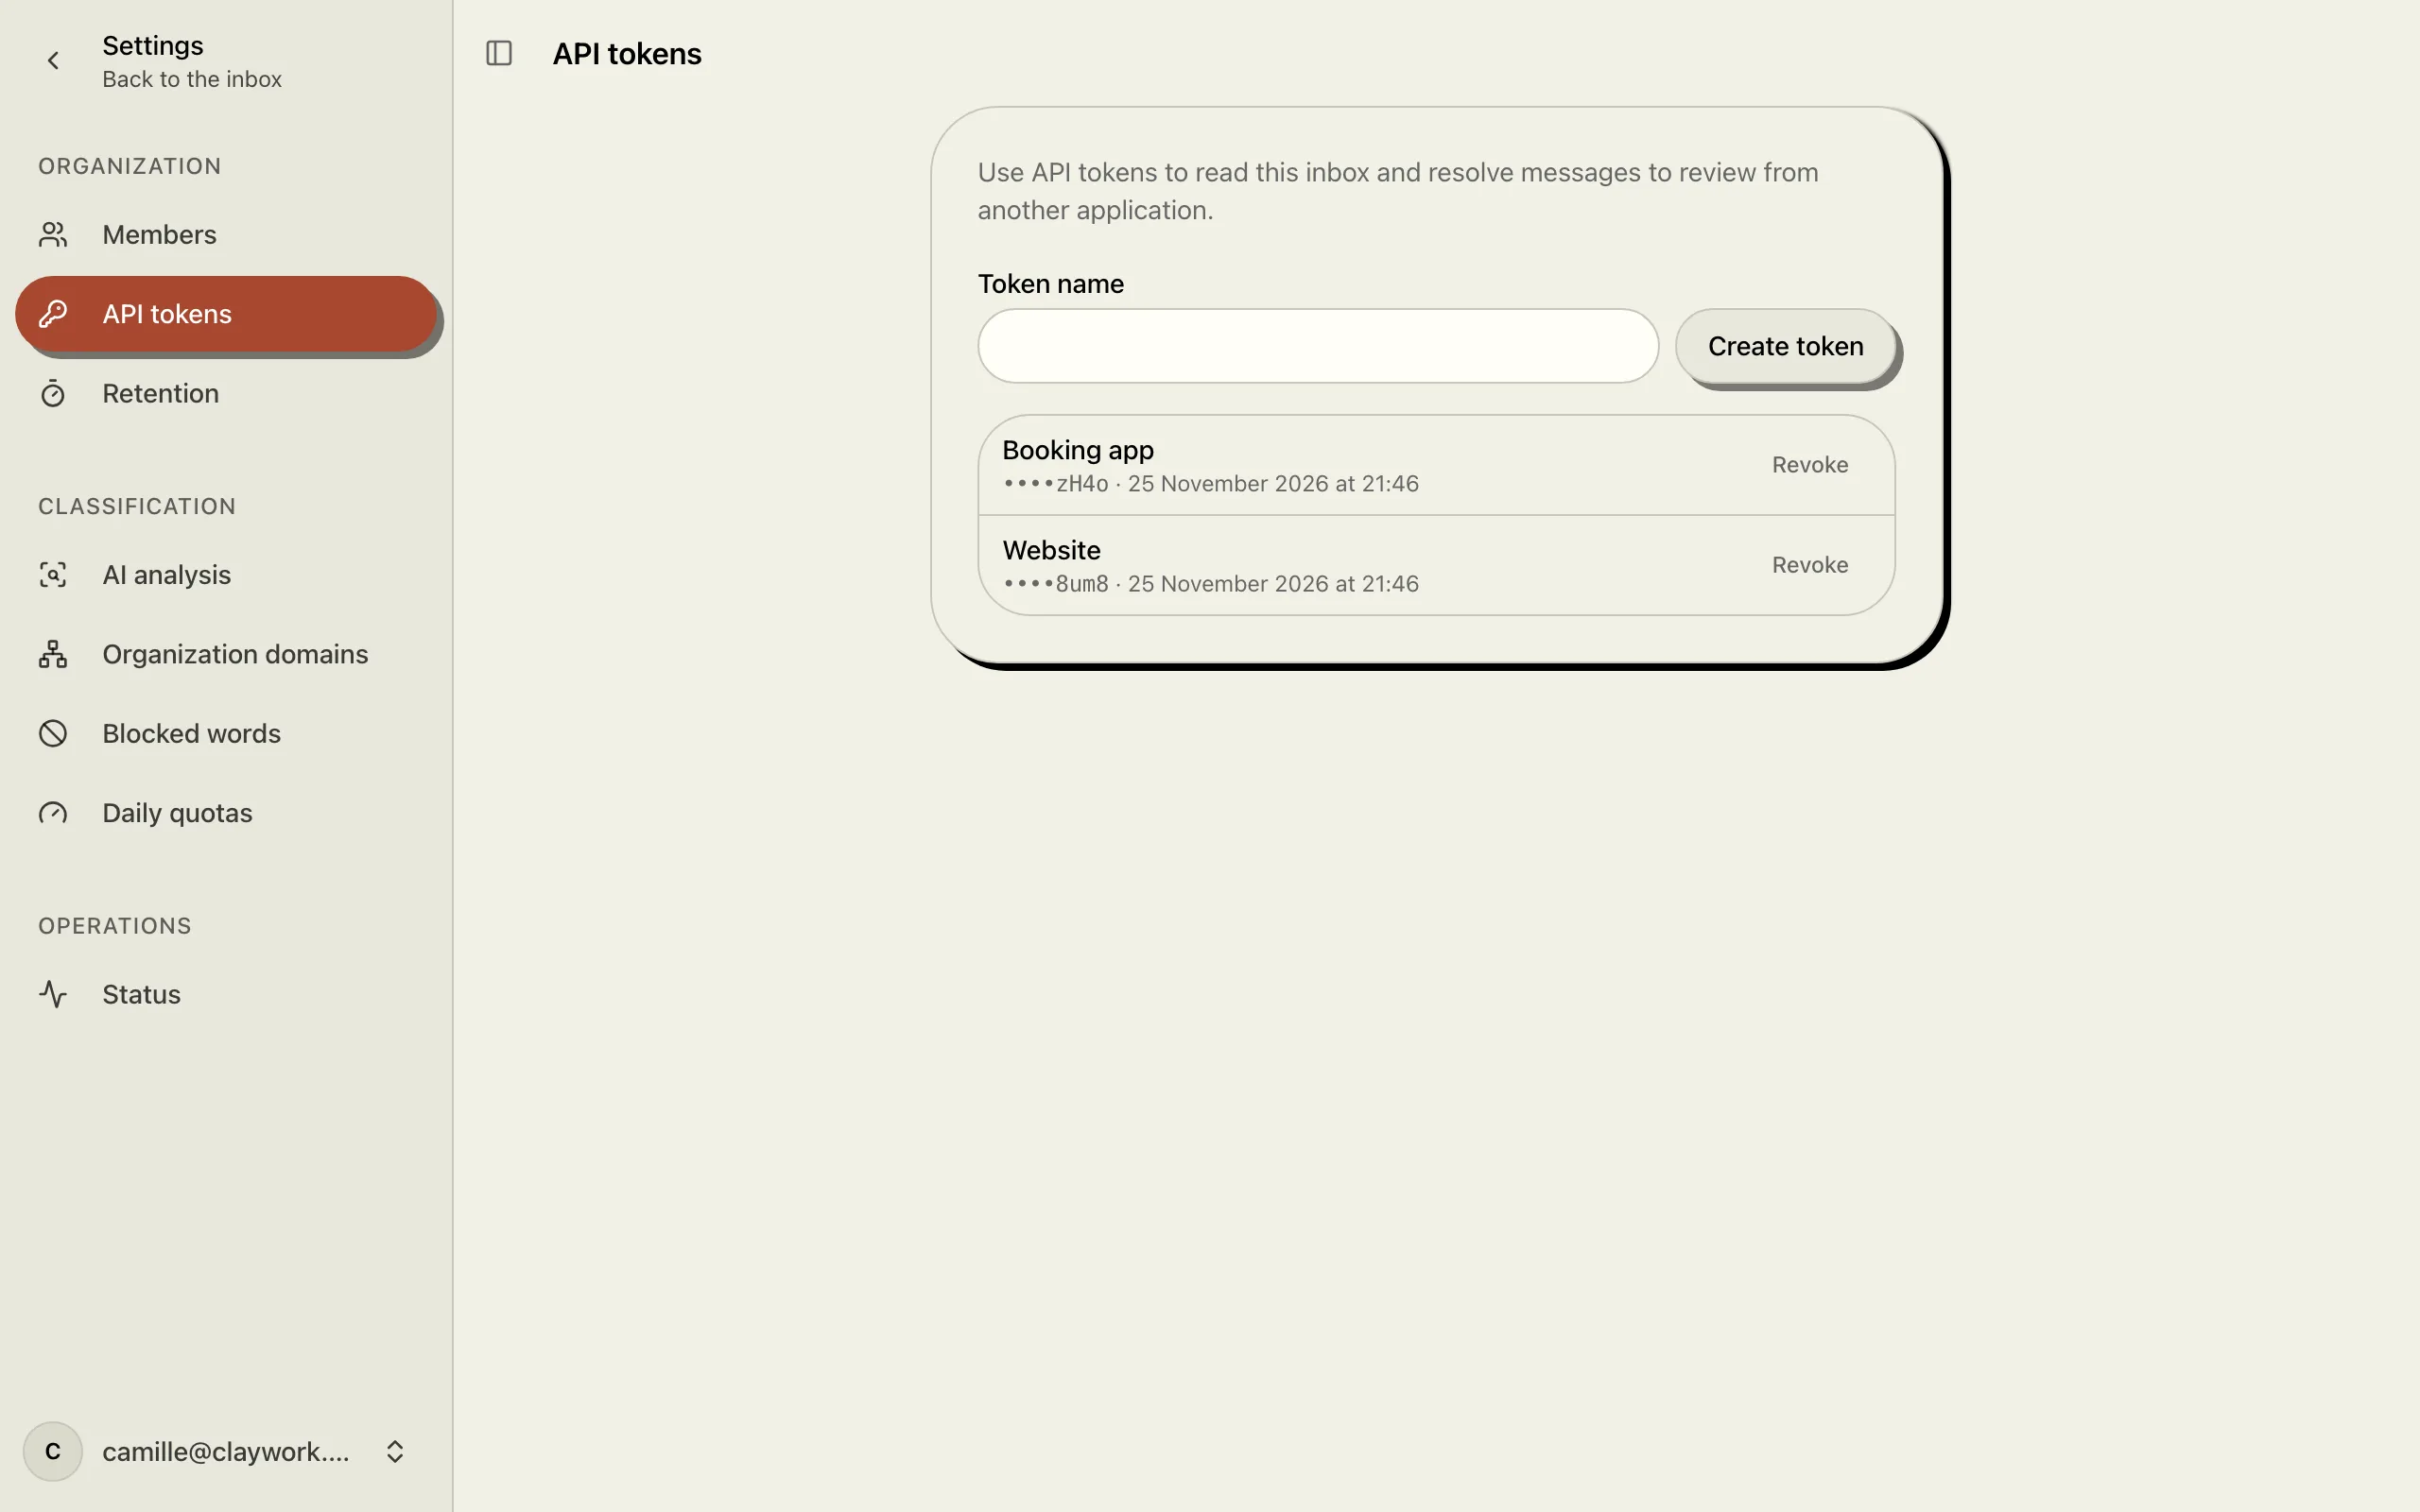 Settings
Back to the inbox
ORGANIZATION
Members
API tokens
Retention
CLASSIFICATION
AI analysis
Organization domains
Blocked words
Daily quotas
OPERATIONS
Status
C
camille@claywork....
API tokens
Use API tokens to read this inbox and resolve messages to review from
another application.
Token name
Create token
Booking app
••••zH4o · 25 November 2026 at 21:46
Revoke
Website
••••8um8 · 25 November 2026 at 21:46
Revoke